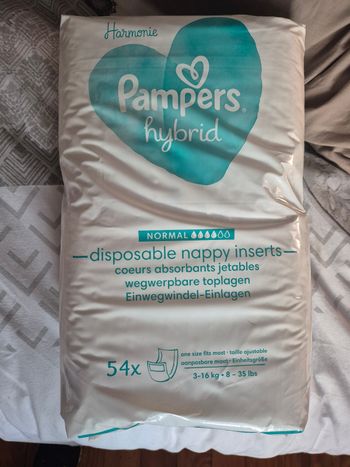 Harmonie
Pampers®
hybrid
NORMAL
disposable nappy inserts
coeurs absorbants jetables
wegwerpbare toplagen
Einwegwindel-Einlagen
54x
one size fits most • taille ajustable
aanpasbare maat • Einheitsgröße
3-16 kg • 8 - 35 lbs